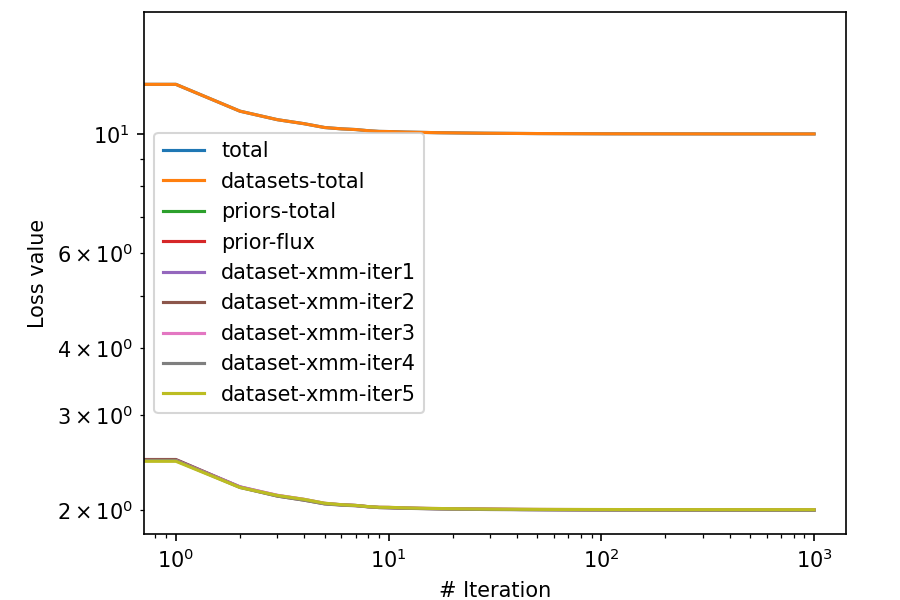 10¹
6 × 10⁰
4 × 10⁰
3 × 10⁰
2 × 10⁰
Loss value
total
datasets-total
priors-total
prior-flux
dataset-xmm-iter1
dataset-xmm-iter2
dataset-xmm-iter3
dataset-xmm-iter4
dataset-xmm-iter5
10⁰ 10¹ 10² 10³
# Iteration